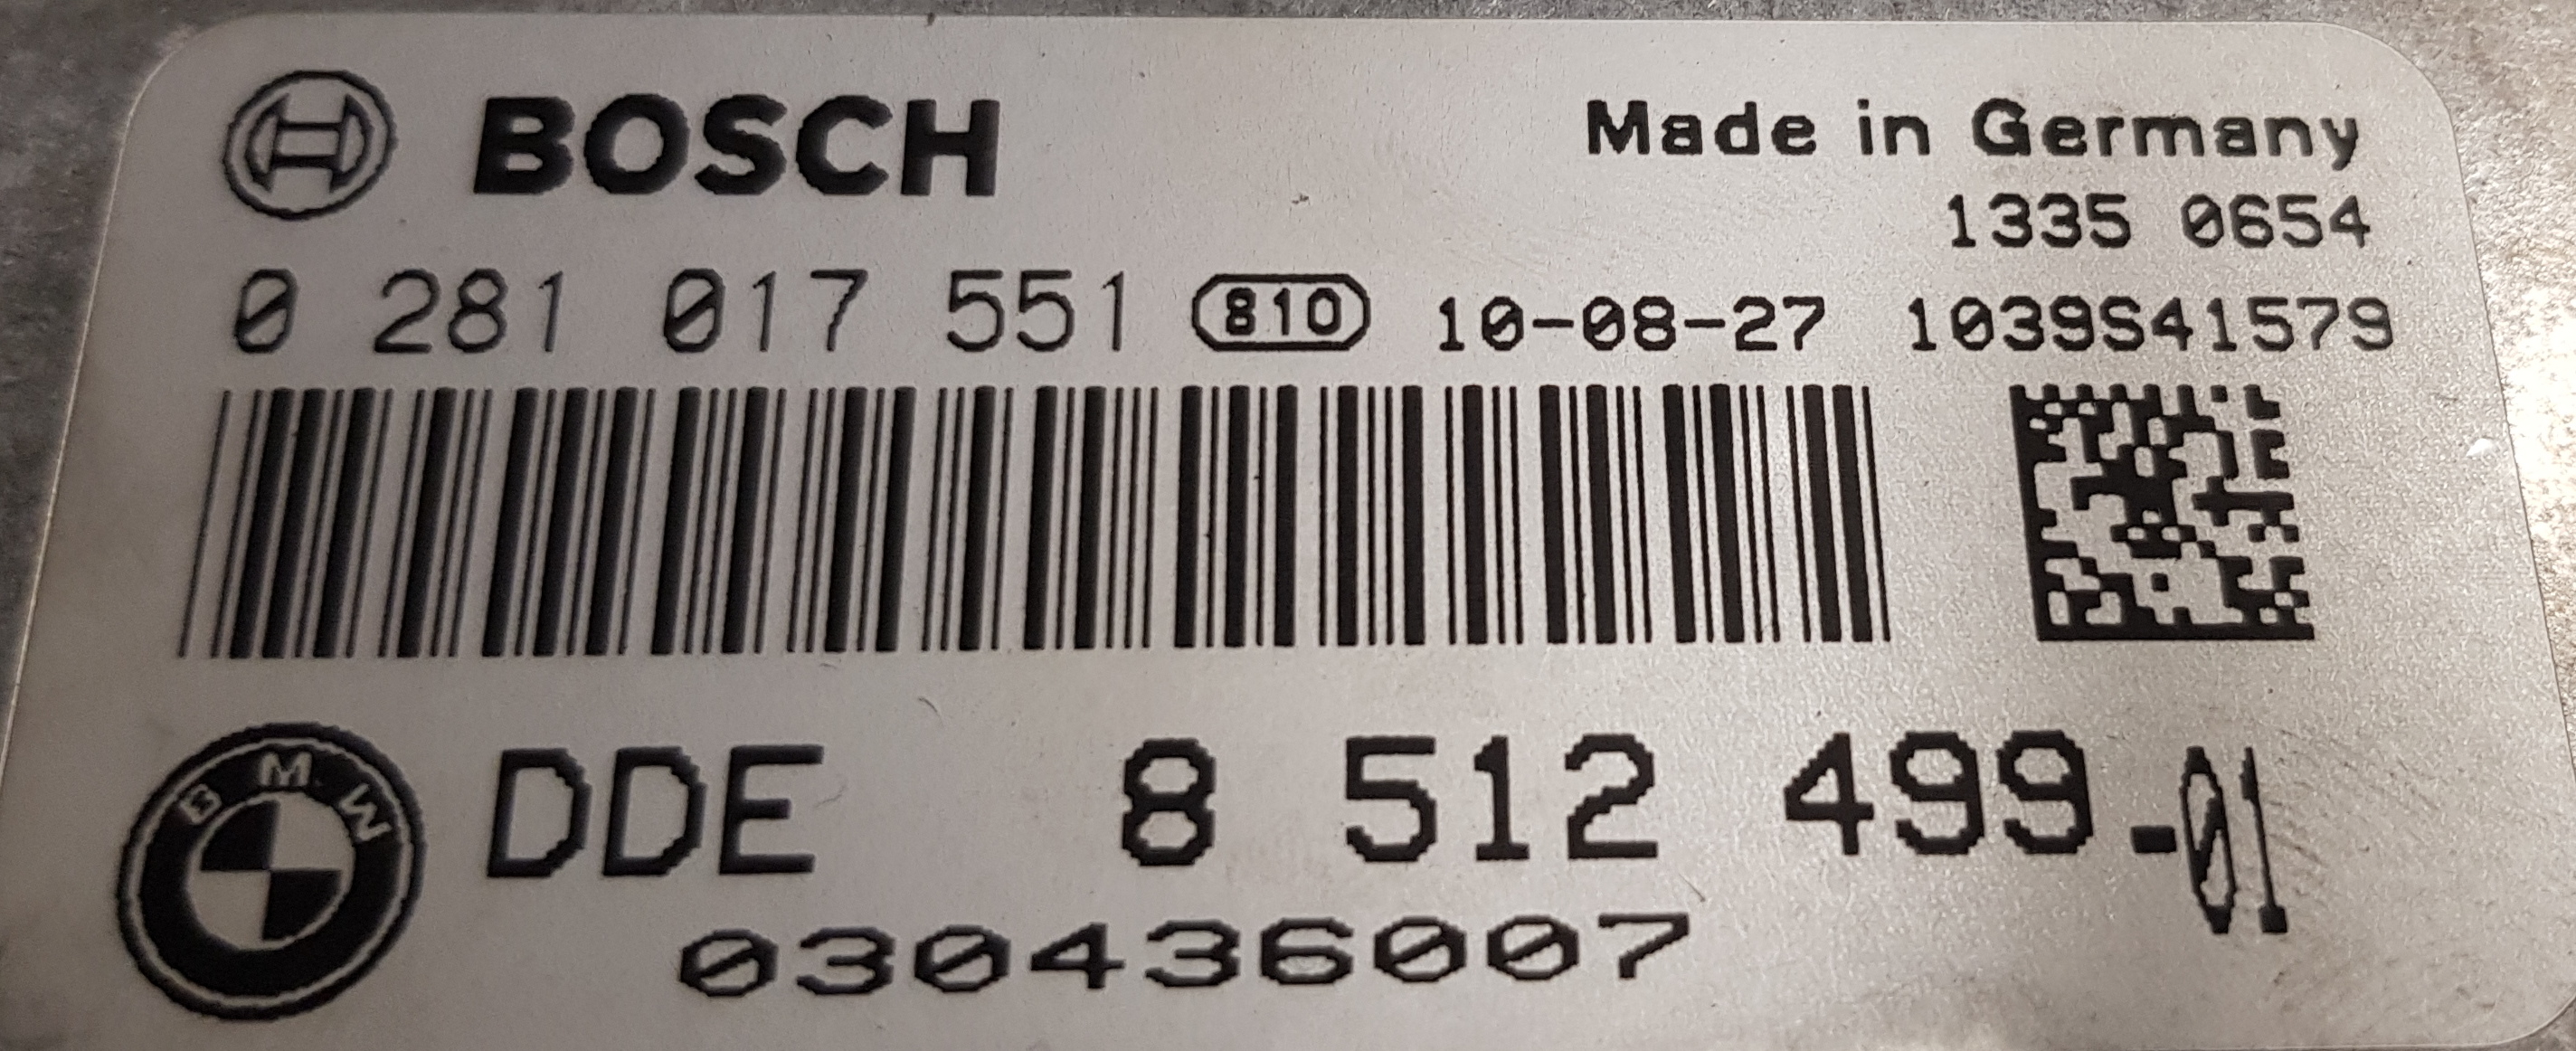 BOSCH
Made in Germany
1335 0654
0 281 017 551 810 10-08-27 1039S41579
BMW
DDE 8 512 499-01
030436007